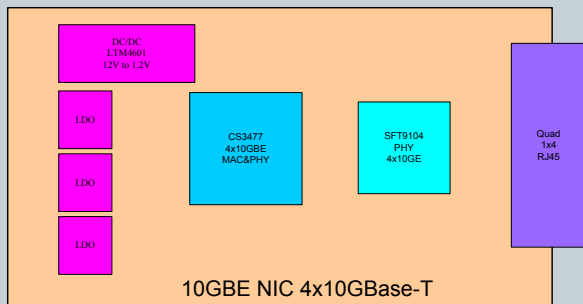 DC/DC
LTM4601
12V to 1.2V
LDO
LDO
LDO
CS3477
4x10GBE
MAC&PHY
SFT9104
PHY
4x10GE
Quad
1x4
RJ45
10GBE NIC 4x10GBase-T